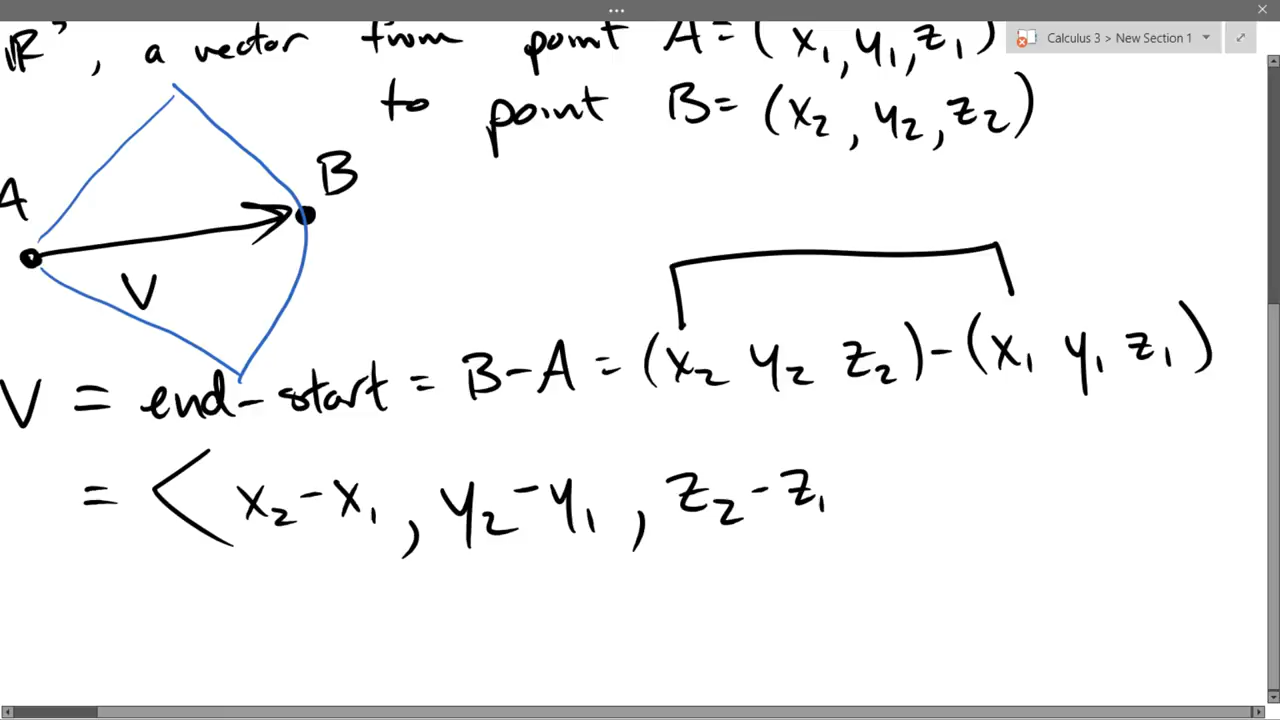 Calculus 3 > New Section 1
ℝ³, a vector from point A = (x₁, y₁, z₁)
to point B = (x₂, y₂, z₂)
B
A
V
V = end - start = B - A = (x₂ y₂ z₂) - (x₁ y₁ z₁)
= < x₂ - x₁, y₂ - y₁, z₂ - z₁